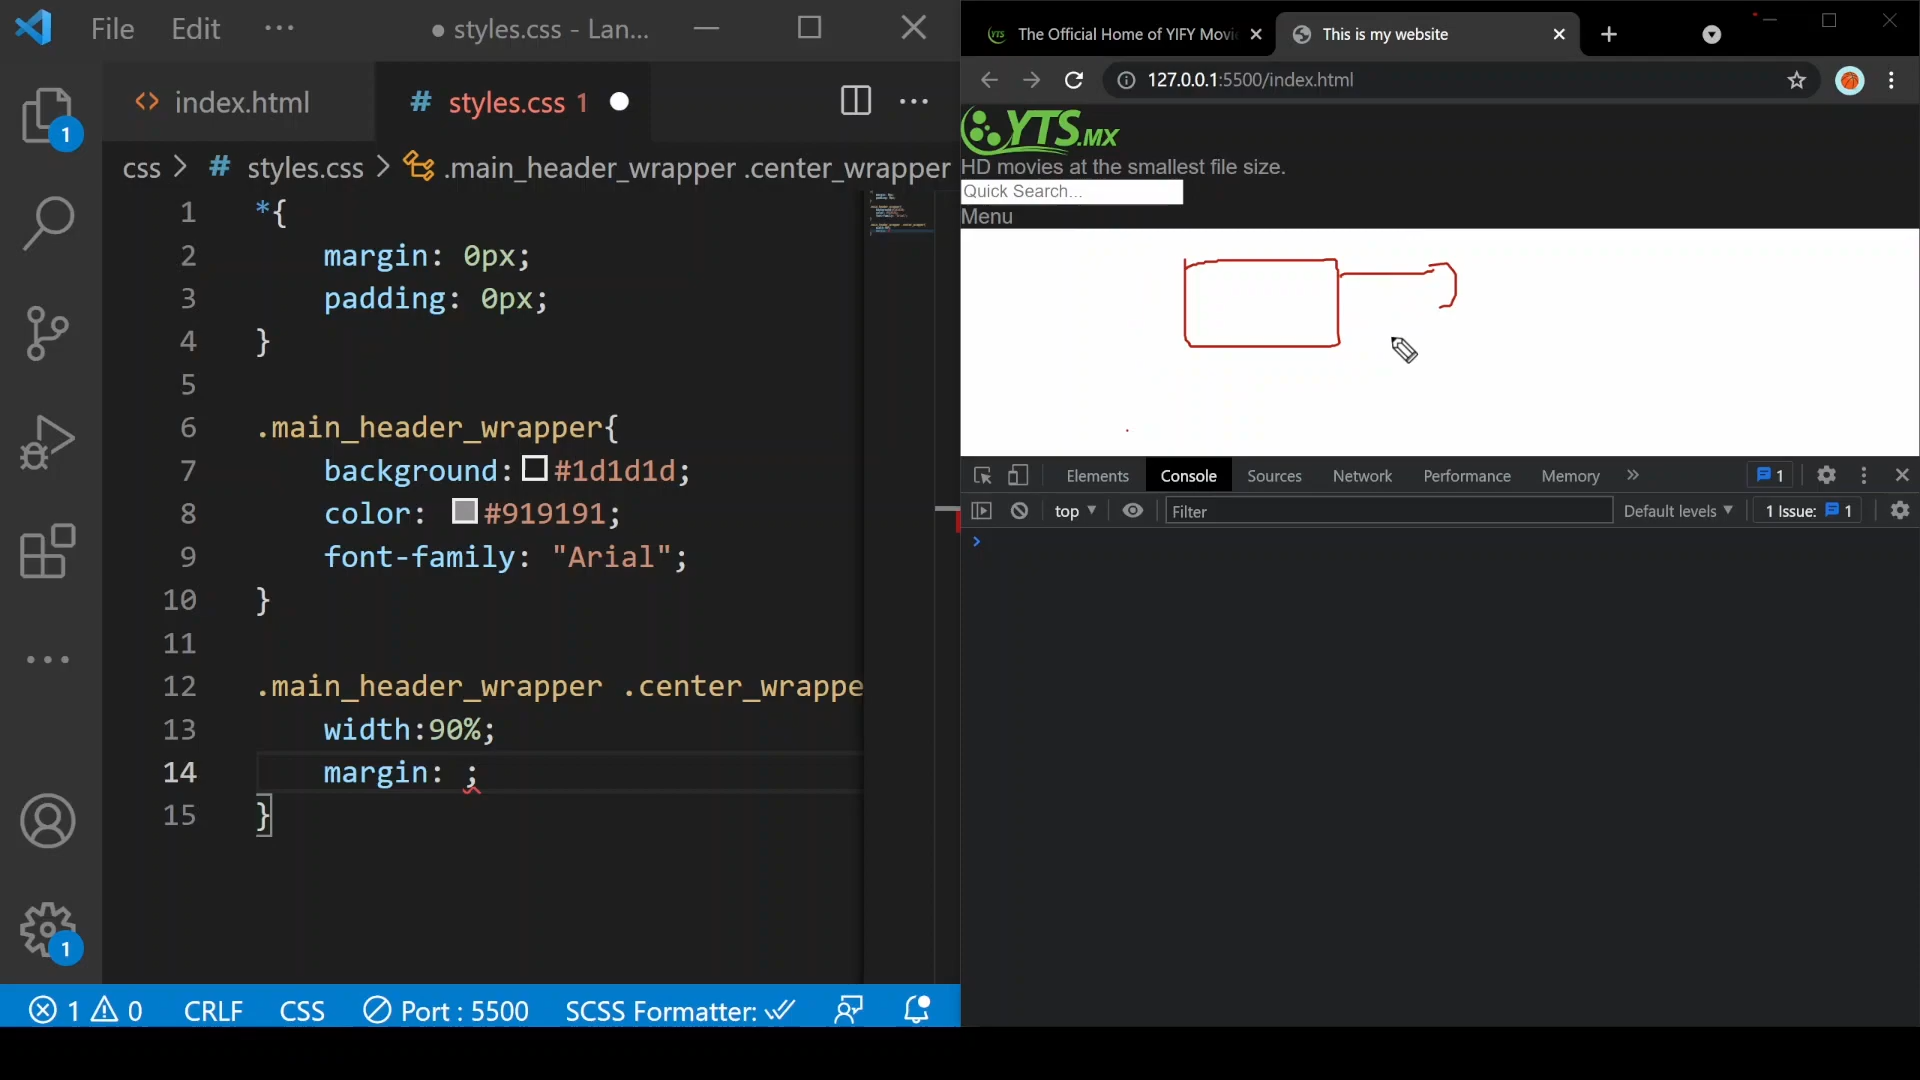 File Edit ··· ● styles.css - Lan...
index.html
# styles.css 1
css > # styles.css > .main_header_wrapper .center_wrapper
1 *{
2 margin: 0px;
3 padding: 0px;
4 }
5
6 .main_header_wrapper{
7 background: #1d1d1d;
8 color: #919191;
9 font-family: "Arial";
10 }
11
12 .main_header_wrapper .center_wrappe
13 width:90%;
14 margin: ;
15 }
1
1
1 0 CRLF CSS Port : 5500 SCSS Formatter:
YTS The Official Home of YIFY Movi
This is my website
127.0.0.1:5500/index.html
YTS.MX
HD movies at the smallest file size.
Quick Search...
Menu
Elements Console Sources Network Performance Memory » 1
top Filter Default levels 1 Issue: 1